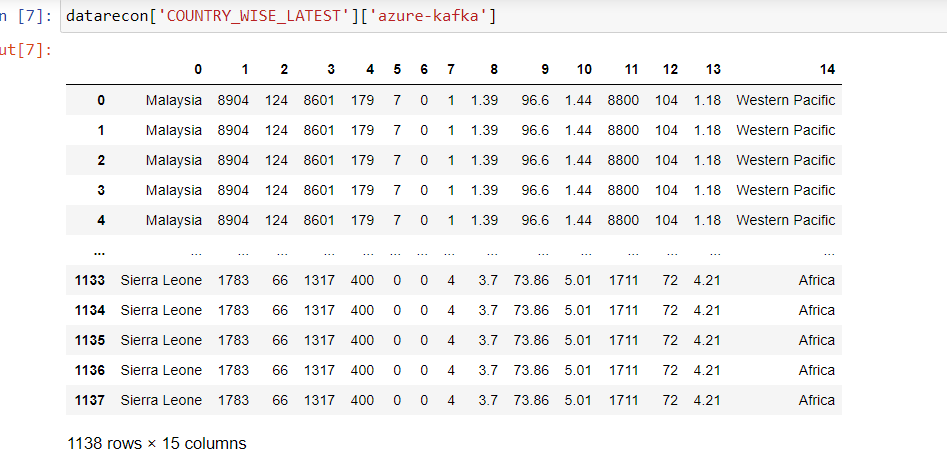 n [7]: datarecon['COUNTRY_WISE_LATEST']['azure-kafka']
ut[7]:
0 1 2 3 4 5 6 7 8 9 10 11 12 13 14
0 Malaysia 8904 124 8601 179 7 0 1 1.39 96.6 1.44 8800 104 1.18 Western Pacific
1 Malaysia 8904 124 8601 179 7 0 1 1.39 96.6 1.44 8800 104 1.18 Western Pacific
2 Malaysia 8904 124 8601 179 7 0 1 1.39 96.6 1.44 8800 104 1.18 Western Pacific
3 Malaysia 8904 124 8601 179 7 0 1 1.39 96.6 1.44 8800 104 1.18 Western Pacific
4 Malaysia 8904 124 8601 179 7 0 1 1.39 96.6 1.44 8800 104 1.18 Western Pacific
... ... ... ... ... ... ... ... ... ... ... ... ... ... ... ...
1133 Sierra Leone 1783 66 1317 400 0 0 4 3.7 73.86 5.01 1711 72 4.21 Africa
1134 Sierra Leone 1783 66 1317 400 0 0 4 3.7 73.86 5.01 1711 72 4.21 Africa
1135 Sierra Leone 1783 66 1317 400 0 0 4 3.7 73.86 5.01 1711 72 4.21 Africa
1136 Sierra Leone 1783 66 1317 400 0 0 4 3.7 73.86 5.01 1711 72 4.21 Africa
1137 Sierra Leone 1783 66 1317 400 0 0 4 3.7 73.86 5.01 1711 72 4.21 Africa
1138 rows × 15 columns